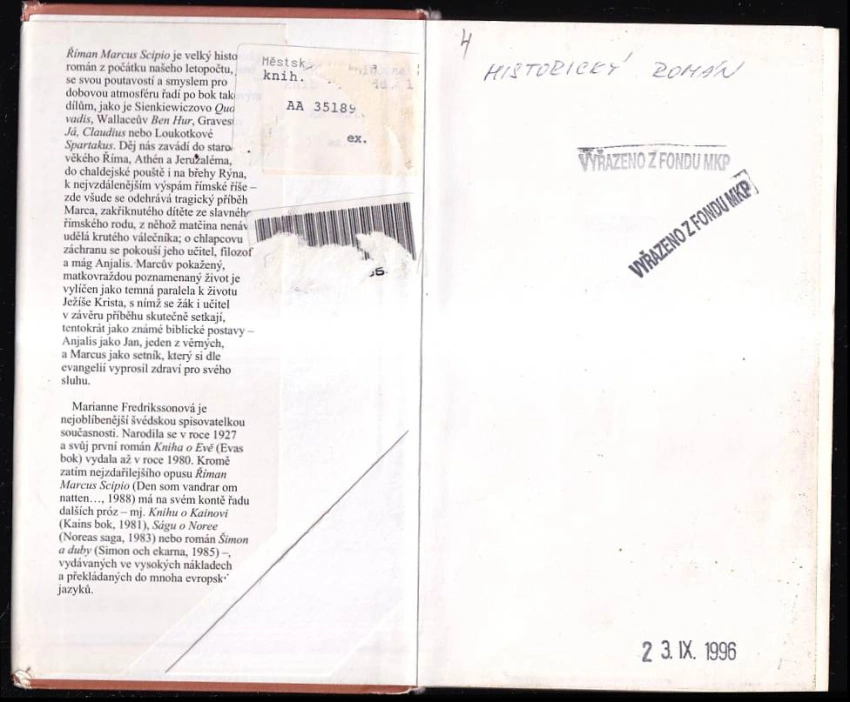 Říman Marcus Scipio je velký histo
román z počátku našeho letopočtu,
se svou poutavostí a smyslem pro
dobovou atmosféru řadí po bok tak
dílům, jako je Sienkiewiczovo Quo
vadis, Wallaceův Ben Hur, Graves
Já, Claudius nebo Loukotkové
Spartakus. Děj nás zavádí do staro-
věkého Říma, Athén a Jeruzaléma,
do chaldejské pouště i na břehy Rýna,
k nejvzdálenějším výspám římské říše –
zde všude se odehrává tragický příběh
Marca, zakřiknutého dítěte ze slavného
římského rodu, z něhož matčina nenáv
udělá krutého válečníka; o chlapcovu
záchranu se pokouší jeho učitel, filozof
a mág Anjalis. Marcův pokažený,
matkovraždou poznamenaný život je
vylíčen jako temná paralela k životu
Ježíše Krista, s nímž se žák i učitel
v závěru příběhu skutečně setkají,
tentokrát jako známé biblické postavy –
Anjalis jako Jan, jeden z věrných,
a Marcus jako setník, který si dle
evangelií vyprosil zdraví pro svého
sluhu.
Marianne Fredrikssonová je
nejoblíbenější švédskou spisovatelkou
současnosti. Narodila se v roce 1927
a svůj první román Kniha o Evě (Evas
bok) vydala až v roce 1980. Kromě
zatím nejzdařilejšího opusu Říman
Marcus Scipio (Den som vandrar om
natten…, 1988) má na svém kontě řadu
dalších próz – mj. Knihu o Kainovi
(Kains bok, 1981), Ságu o Noree
(Noreas saga, 1983) nebo román Šimon
a duby (Simon och ekarna, 1985) –,
vydávaných ve vysokých nákladech
a překládaných do mnoha evropsk
jazyků.
Městsk
knih.
AA 35189
ex.
4
HISTORICKÝ ROMÁN
VYŘAZENO Z FONDU MKP
VYŘAZENO Z FONDU MKP
2 3. IX. 1996